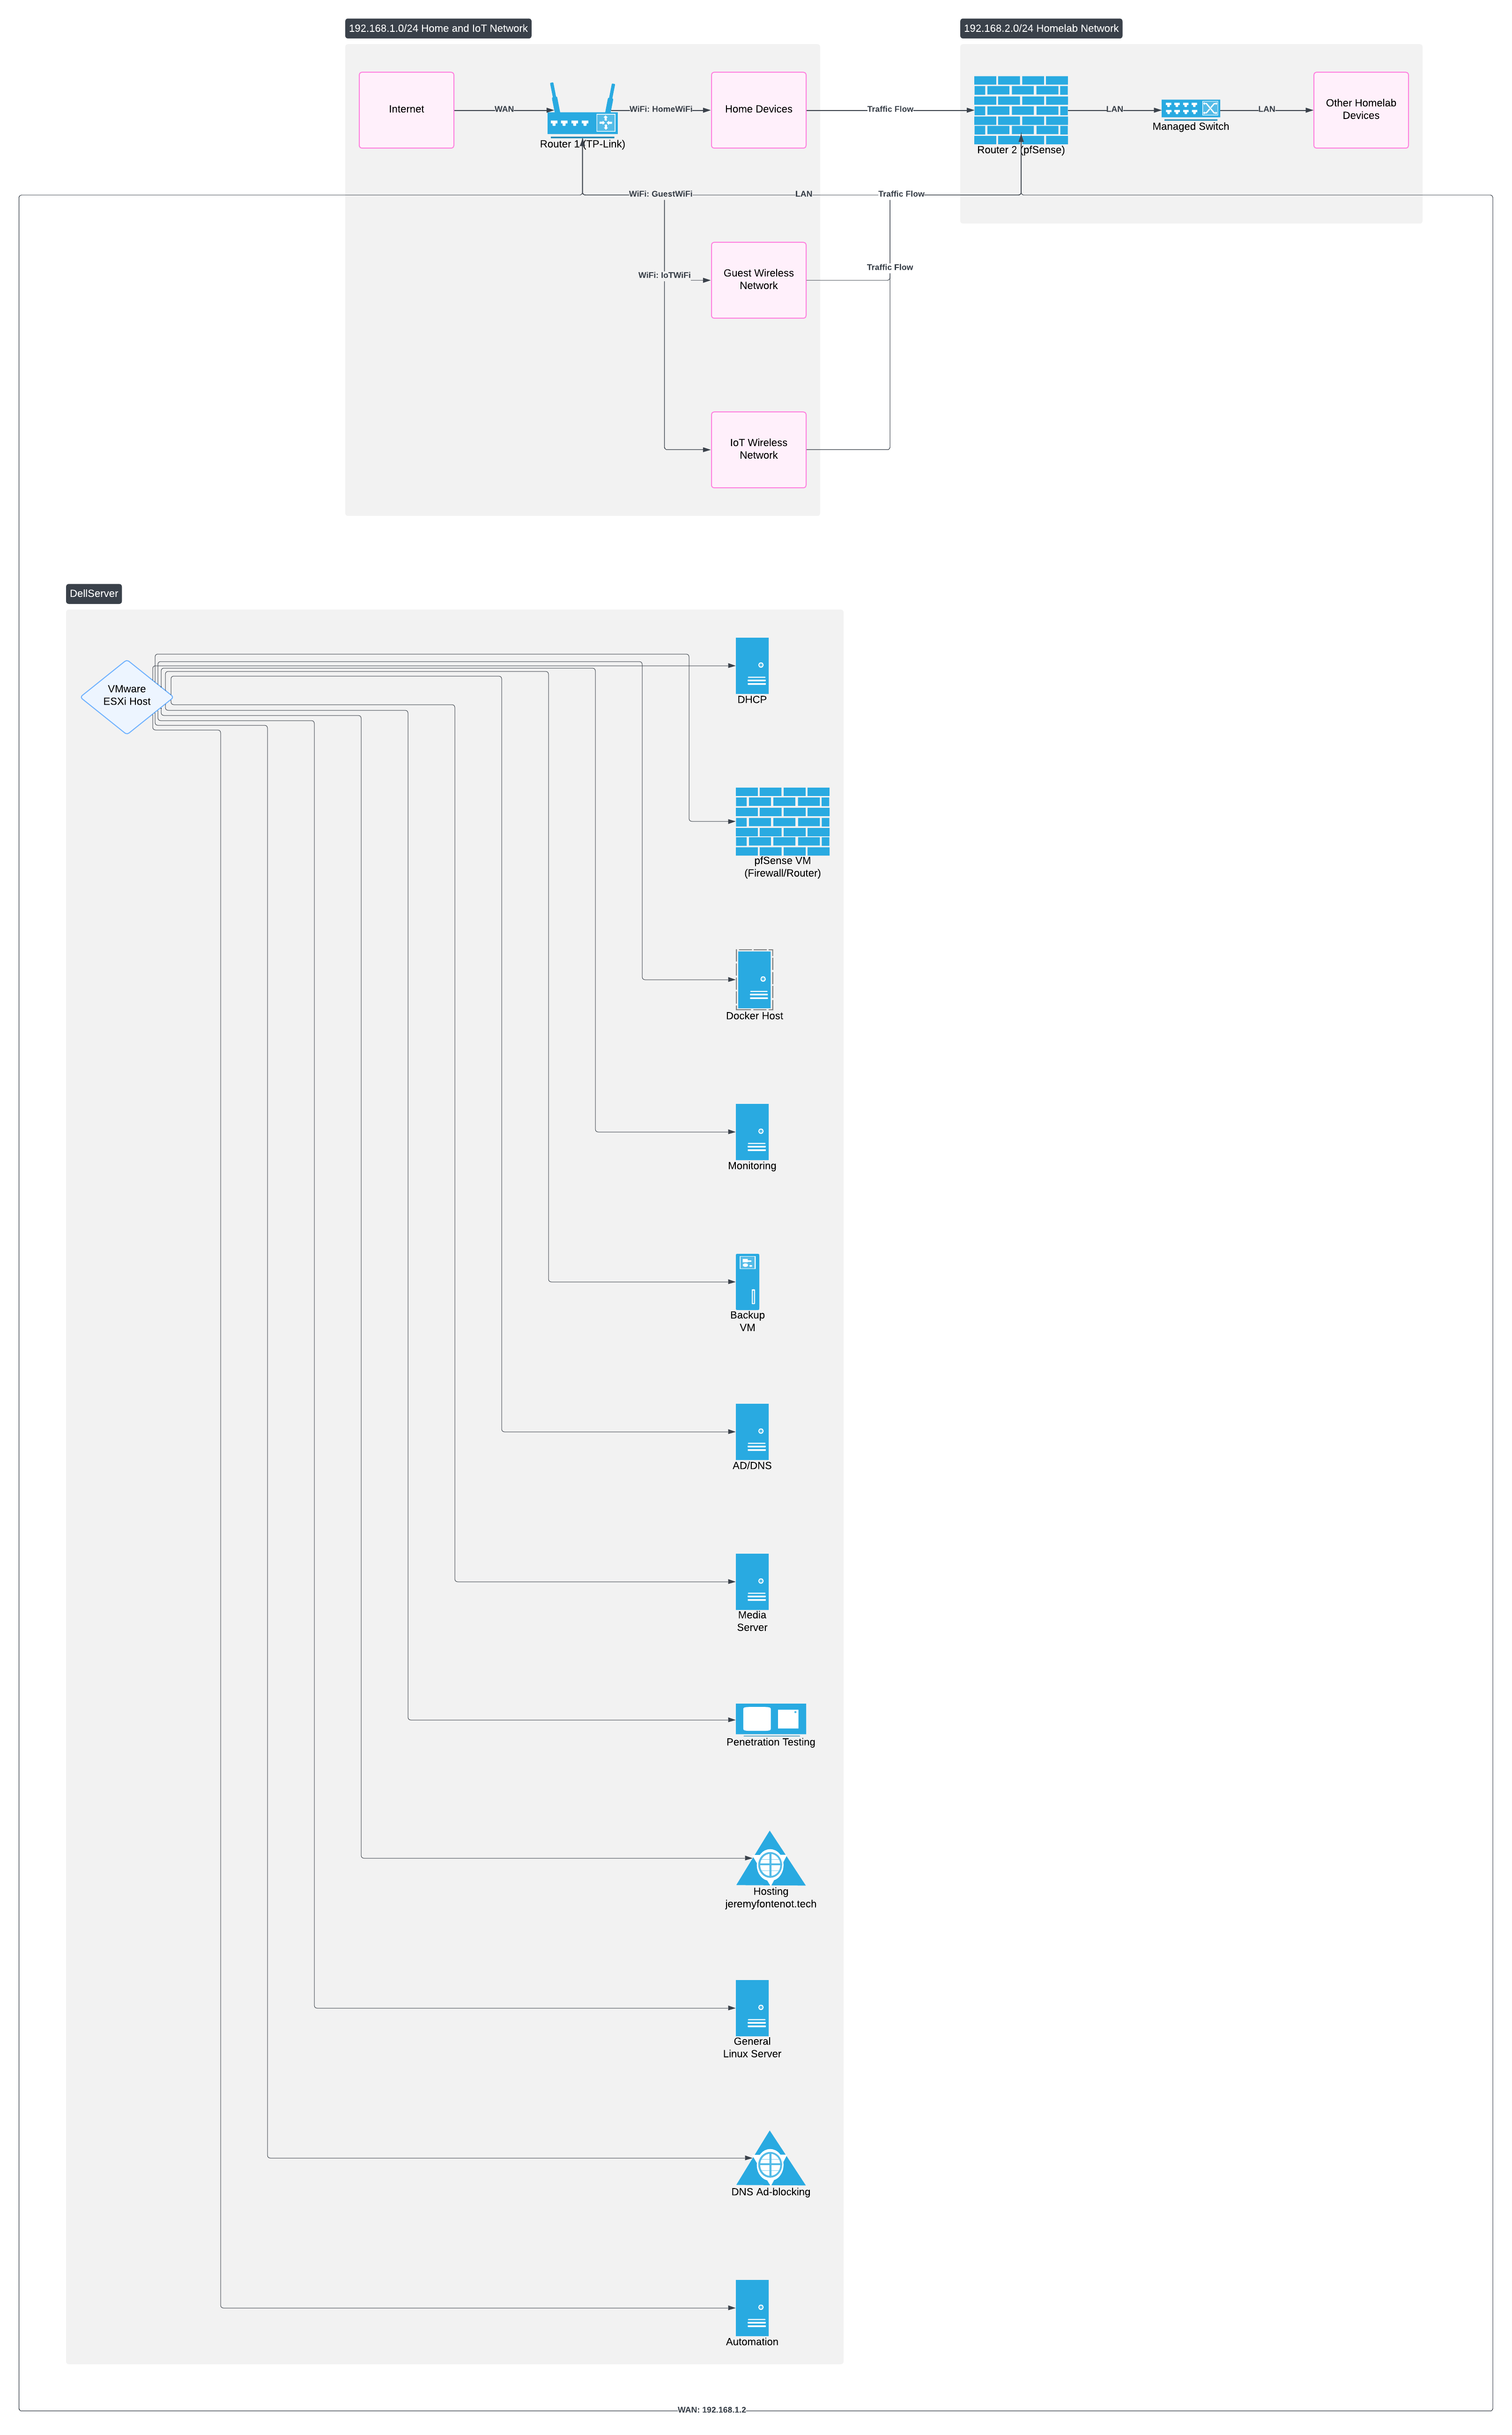 192.168.1.0/24 Home and IoT Network
192.168.2.0/24 Homelab Network
Internet
WAN
Router 1 (TP-Link)
WiFi: HomeWiFi
Home Devices
Traffic Flow
Router 2 (pfSense)
LAN
Managed Switch
LAN
Other Homelab
Devices
WiFi: GuestWiFi
LAN
Traffic Flow
WiFi: IoTWiFi
Guest Wireless
Network
Traffic Flow
IoT Wireless
Network
DellServer
VMware
ESXi Host
DHCP
pfSense VM
(Firewall/Router)
Docker Host
Monitoring
Backup
VM
AD/DNS
Media
Server
Penetration Testing
Hosting
jeremyfontenot.tech
General
Linux Server
DNS Ad-blocking
Automation
WAN: 192.168.1.2